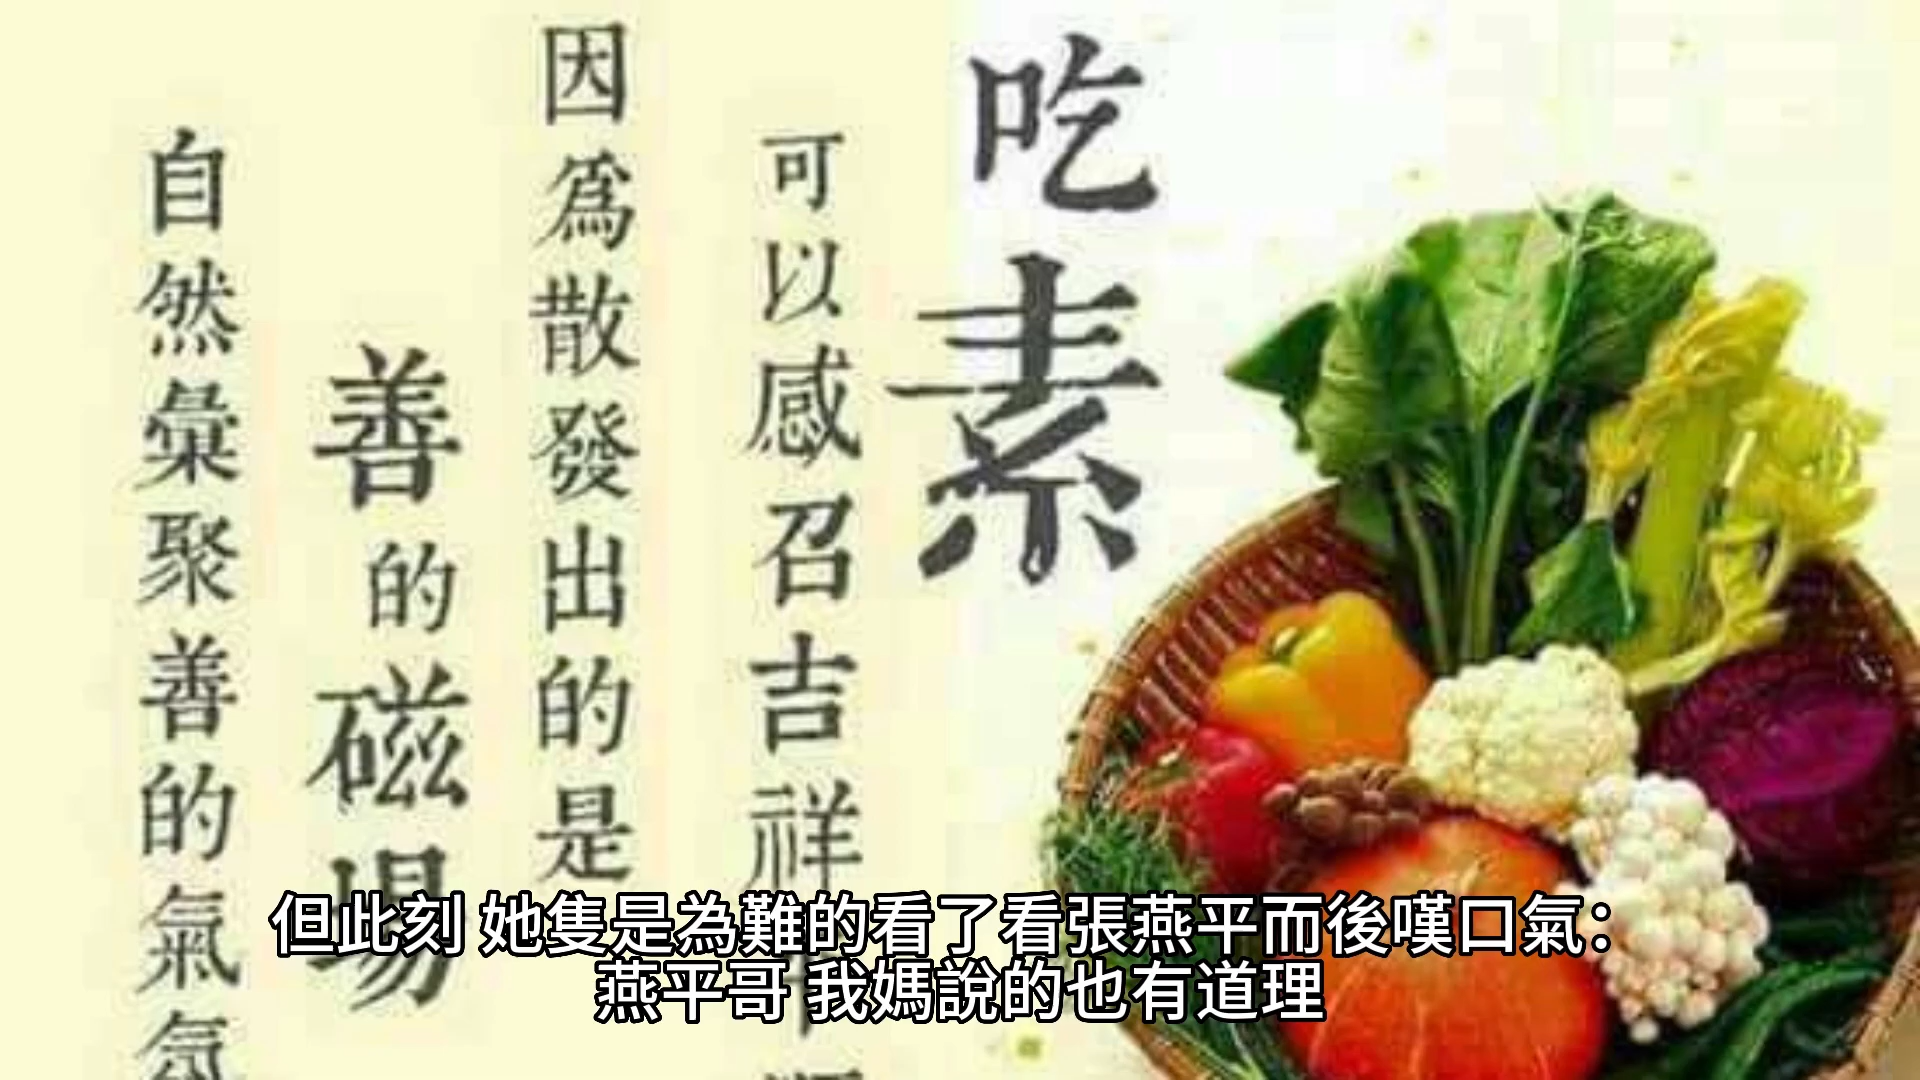 吃素
可以感召吉祥
因爲散發出的是
善的磁場
自然彙聚善的氣氛
但此刻 她隻是為難的看了看張燕平而後嘆口氣：
燕平哥 我媽說的也有道理